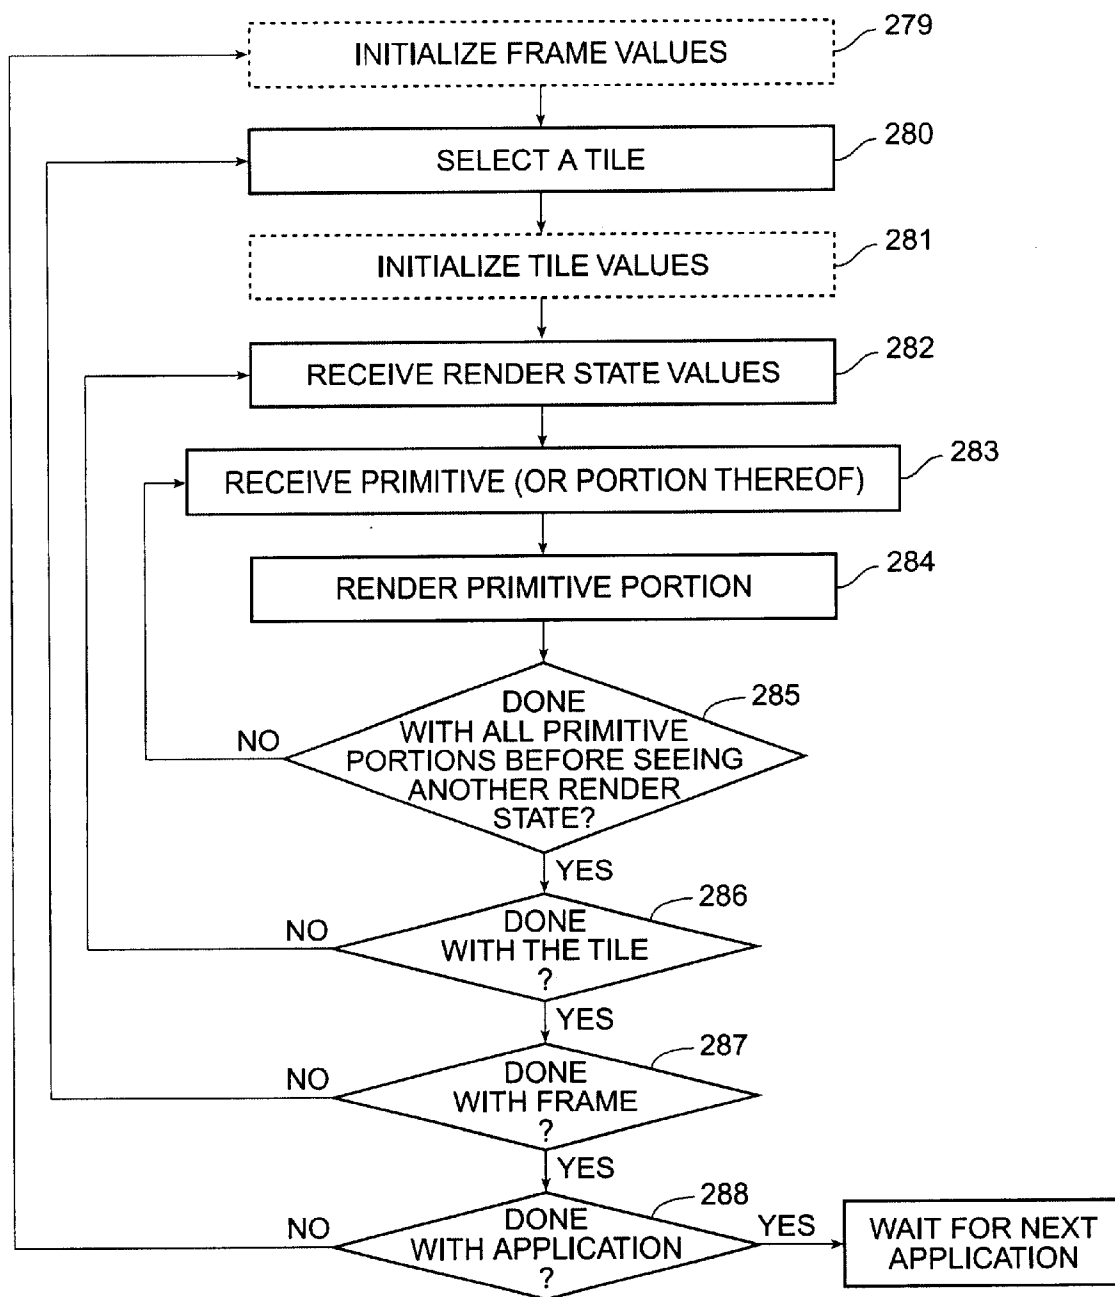 INITIALIZE FRAME VALUES
279
SELECT A TILE
280
INITIALIZE TILE VALUES
281
RECEIVE RENDER STATE VALUES
282
RECEIVE PRIMITIVE (OR PORTION THEREOF)
283
RENDER PRIMITIVE PORTION
284
DONE
WITH ALL PRIMITIVE
PORTIONS BEFORE SEEING
ANOTHER RENDER
STATE?
285
NO
YES
DONE
WITH THE TILE
?
286
NO
YES
DONE
WITH FRAME
?
287
NO
YES
DONE
WITH APPLICATION
?
288
NO
YES
WAIT FOR NEXT
APPLICATION